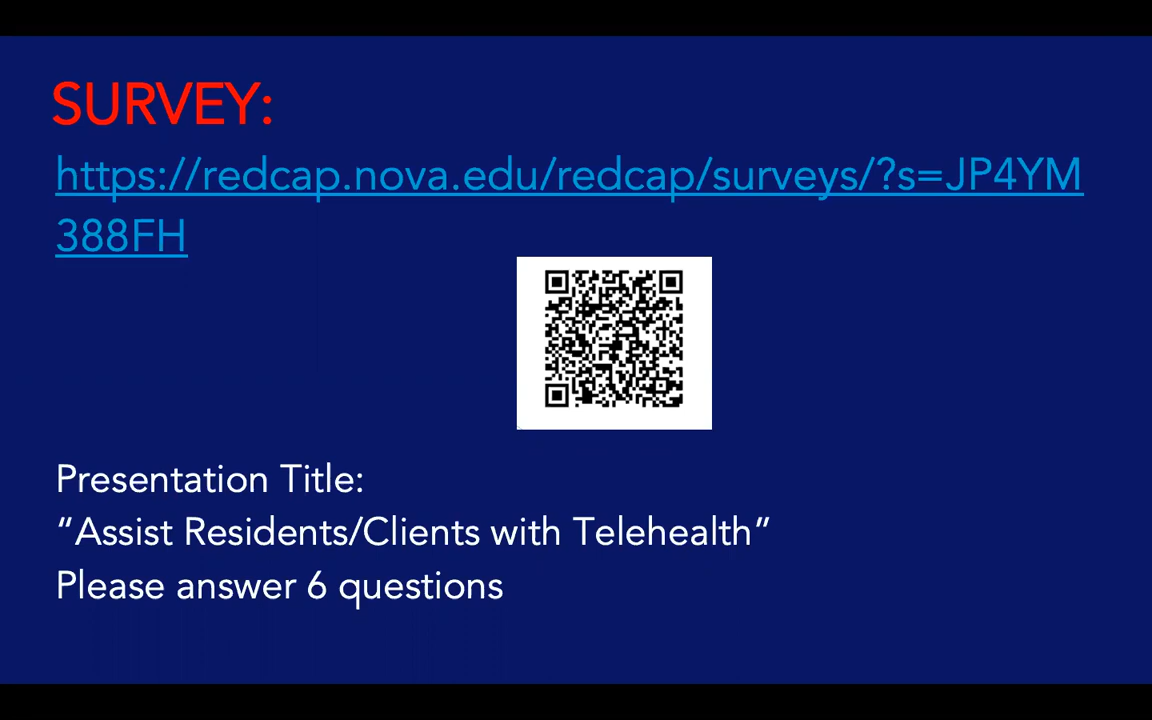 SURVEY:
https://redcap.nova.edu/redcap/surveys/?s=JP4YM
388FH
Presentation Title:
“Assist Residents/Clients with Telehealth”
Please answer 6 questions